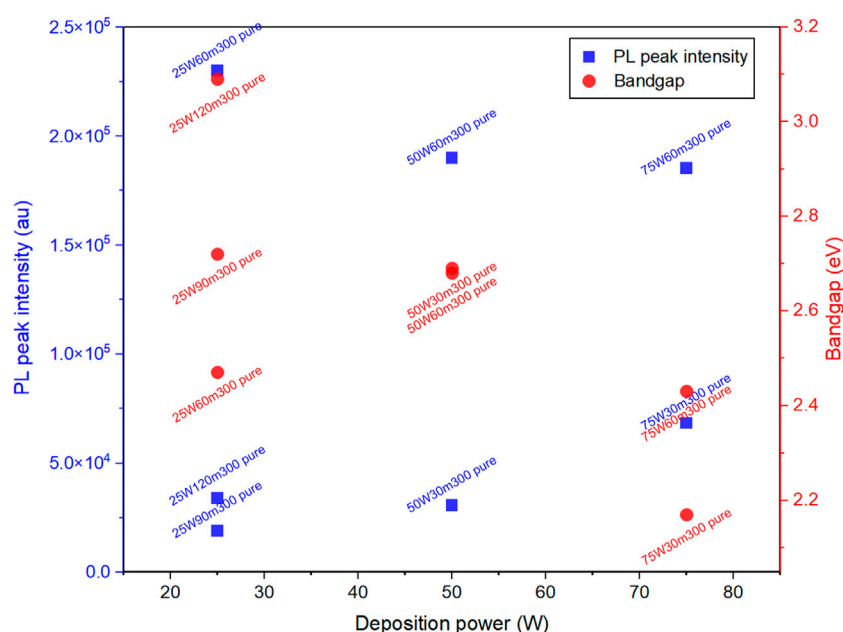 2.5×10⁵
2.0×10⁵
1.5×10⁵
1.0×10⁵
5.0×10⁴
0.0
PL peak intensity (au)
25W60m300 pure
25W120m300 pure
50W60m300 pure
75W60m300 pure
25W90m300 pure
50W30m300 pure
50W60m300 pure
25W60m300 pure
75W30m300 pure
75W60m300 pure
25W120m300 pure
25W90m300 pure
50W30m300 pure
75W30m300 pure
PL peak intensity
Bandgap
3.2
3.0
2.8
2.6
2.4
2.2
Bandgap (eV)
20 30 40 50 60 70 80
Deposition power (W)